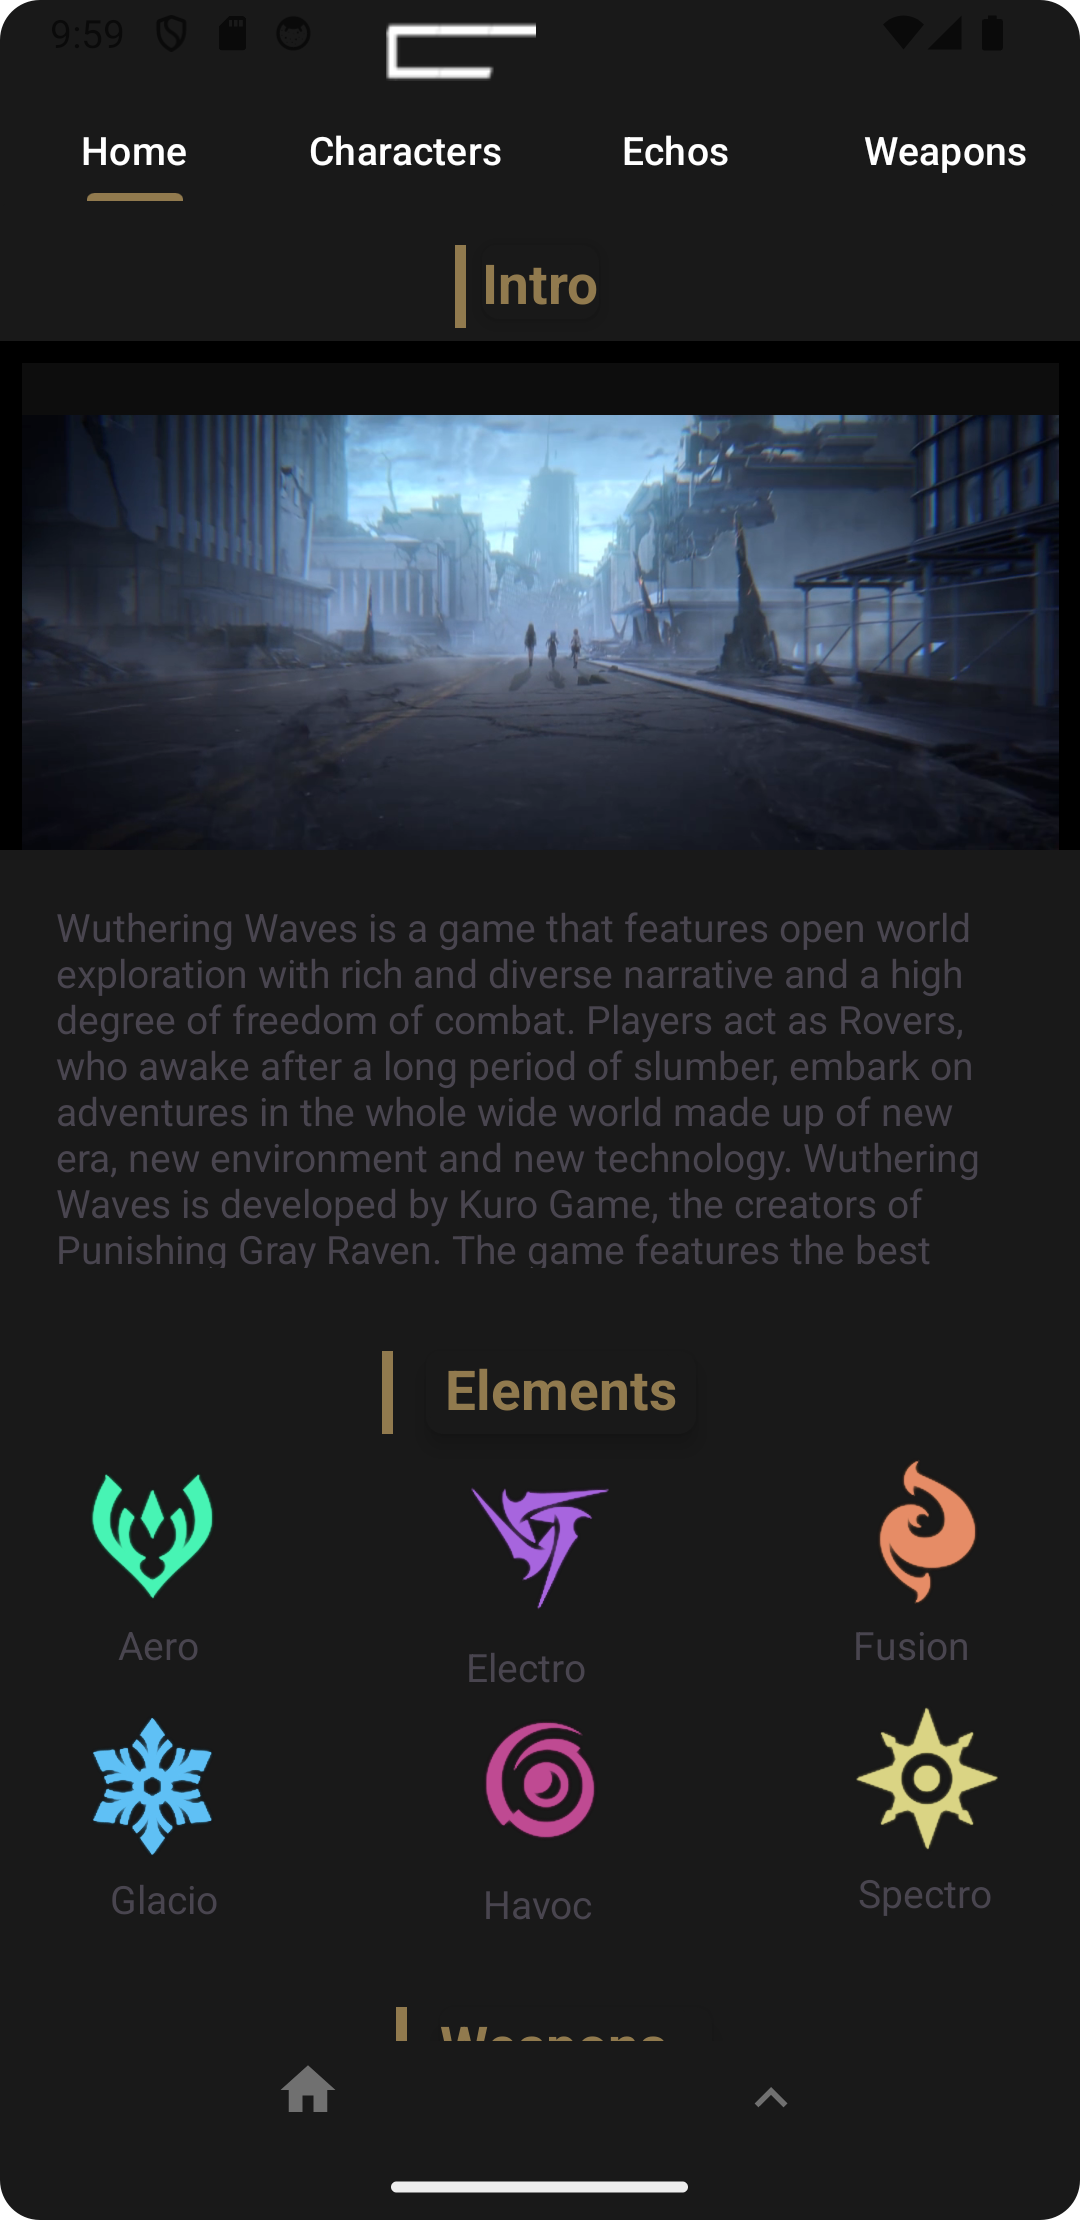 9:59
Home Characters Echos Weapons
Intro
Wuthering Waves is a game that features open world
exploration with rich and diverse narrative and a high
degree of freedom of combat. Players act as Rovers,
who awake after a long period of slumber, embark on
adventures in the whole wide world made up of new
era, new environment and new technology. Wuthering
Waves is developed by Kuro Game, the creators of
Punishing Gray Raven. The game features the best
Elements
Aero Electro Fusion
Glacio Havoc Spectro
Weapons